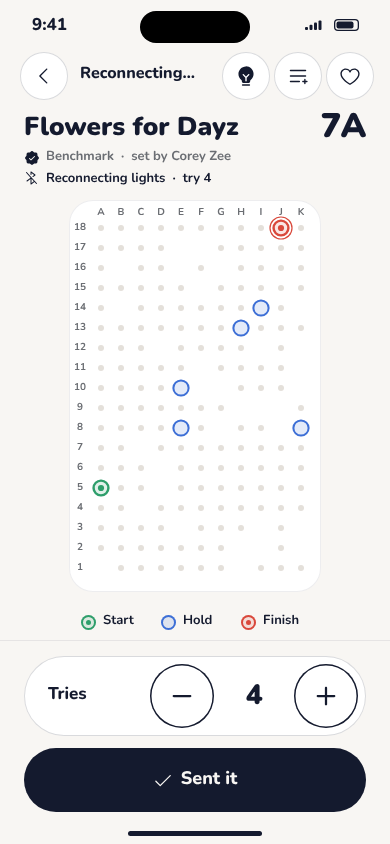 9:41
Reconnecting...
Flowers for Dayz 7A
Benchmark · set by Corey Zee
Reconnecting lights · try 4
A B C D E F G H I J K
18
17
16
15
14
13
12
11
10
9
8
7
6
5
4
3
2
1
Start Hold Finish
Tries 4
Sent it